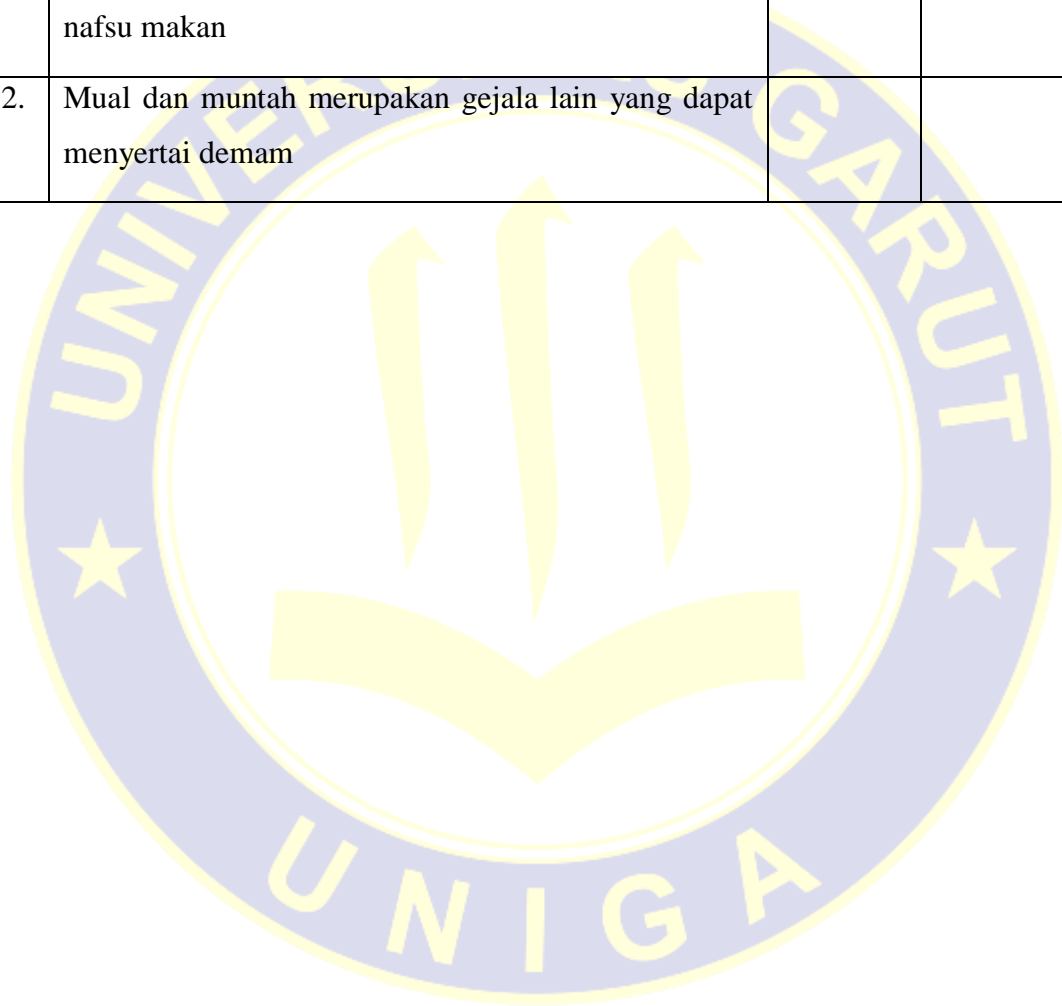 nafsu makan
2. Mual dan muntah merupakan gejala lain yang dapat
menyertai demam
UNIVERSITAS GARUT
UNIGA